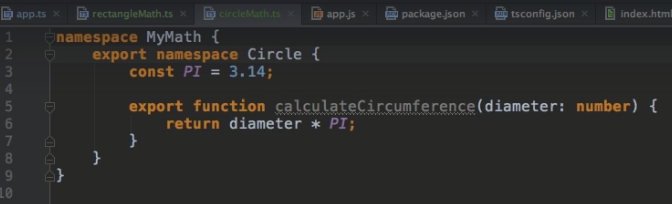 app.ts × rectangleMath.ts × circleMath.ts × app.js × package.json × tsconfig.json × index.html
1 namespace MyMath {
2 export namespace Circle {
3 const PI = 3.14;
4
5 export function calculateCircumference(diameter: number) {
6 return diameter * PI;
7 }
8 }
9 }
10